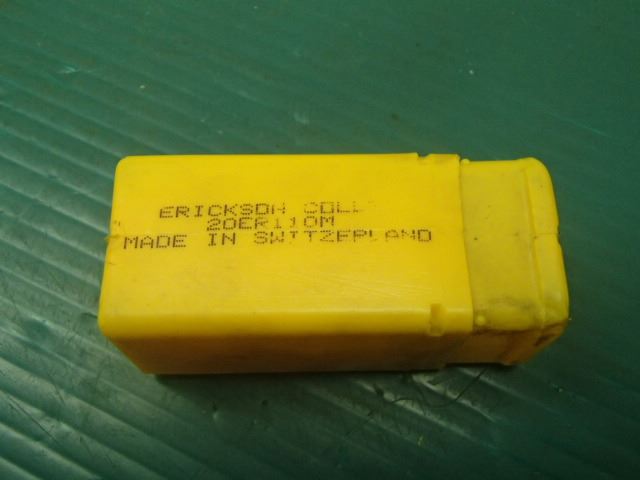 ERICKSON COLL
20ER110M
MADE IN SWITZERLAND